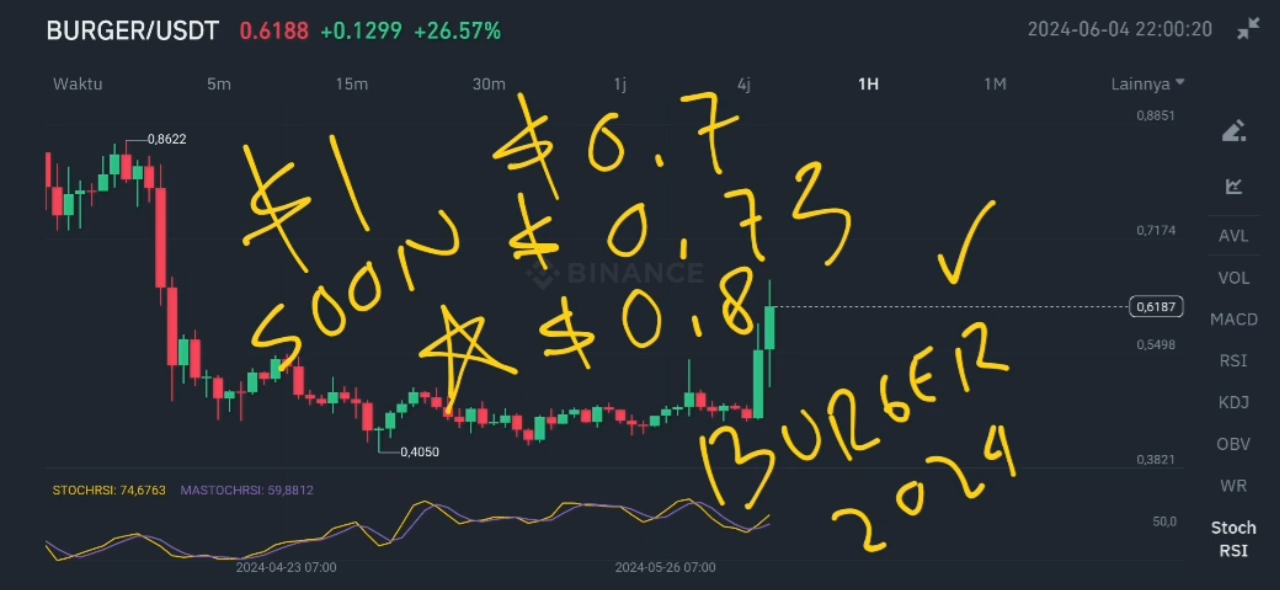 BURGER/USDT 0.6188 +0.1299 +26.57% 2024-06-04 22:00:20
Waktu 5m 15m 30m 1j 4j 1H 1M Lainnya
0,8851
0,8622
$1
SOON
$0.7
$0.73
☆ $0.8
BURGER
2024
BINANCE
0,7174
0,6187
0,5498
0,4050
0,3821
AVL
VOL
MACD
RSI
KDJ
OBV
WR
Stoch
RSI
STOCHRSI: 74,6763 MASTOCHRSI: 59,8812
50,0
2024-04-23 07:00 2024-05-26 07:00